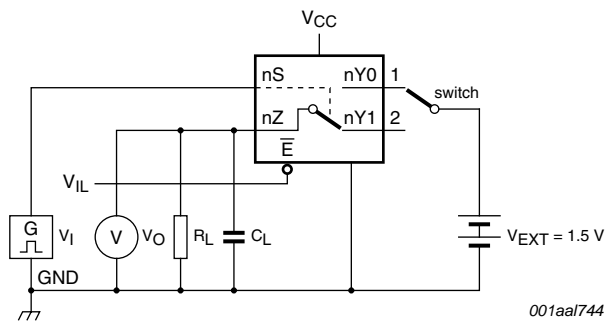 VCC
nS nY0 1
switch
nZ nY1 2
E
VIL
G VI V VO RL CL VEXT = 1.5 V
GND
001aal744